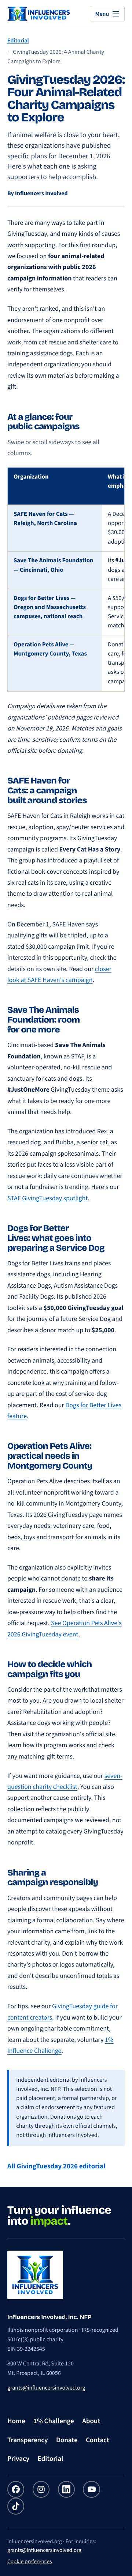 INFLUENCERS
INVOLVED
Menu
Editorial
GivingTuesday 2026: 4 Animal Charity
Campaigns to Explore
GivingTuesday 2026:
Four Animal-Related
Charity Campaigns
to Explore
If animal welfare is close to your heart,
these organizations have published
specific plans for December 1, 2026.
Here's what each one is asking
supporters to help accomplish.
By Influencers Involved
There are many ways to take part in
GivingTuesday, and many kinds of causes
worth supporting. For this first roundup,
we focused on four animal-related
organizations with public 2026
campaign information that readers can
verify for themselves.
They aren't ranked, and this isn't an
endorsement of one nonprofit over
another. The organizations do different
work, from cat rescue and shelter care to
training assistance dogs. Each is an
independent organization; you should
review its own materials before making a
gift.
At a glance: four
public campaigns
Swipe or scroll sideways to see all
columns.
Organization
SAFE Haven for Cats —
Raleigh, North Carolina
Save The Animals Foundation
— Cincinnati, Ohio
Dogs for Better Lives —
Oregon and Massachusetts
campuses, national reach
Operation Pets Alive —
Montgomery County, Texas
Campaign details are taken from the
organizations' published pages reviewed
on November 19, 2026. Matches and goals
are time-sensitive; confirm terms on the
official site before donating.
SAFE Haven for
Cats: a campaign
built around stories
SAFE Haven for Cats in Raleigh works in cat
rescue, adoption, spay/neuter services and
community programs. Its GivingTuesday
campaign is called Every Cat Has a Story.
The group has introduced a playful set of
fictional book-cover concepts inspired by
six real cats in its care, using a creative
theme to draw attention to real animal
needs.
On December 1, SAFE Haven says
qualifying gifts will be tripled, up to a
stated $30,000 campaign limit. If you're
interested in this opportunity, check the
details on its own site. Read our closer
look at SAFE Haven's campaign.
Save The Animals
Foundation: room
for one more
Cincinnati-based Save The Animals
Foundation, known as STAF, is a
volunteer-operated, no-kill rescue and
sanctuary for cats and dogs. Its
#JustOneMore GivingTuesday theme asks
what it takes to be ready for one more
animal that needs help.
The organization has introduced Rex, a
rescued dog, and Bubba, a senior cat, as
its 2026 campaign spokesanimals. Their
stories point to a less visible part of
rescue work: daily care continues whether
or not a fundraiser is trending. Here's our
STAF GivingTuesday spotlight.
Dogs for Better
Lives: what goes into
preparing a Service Dog
Dogs for Better Lives trains and places
assistance dogs, including Hearing
Assistance Dogs, Autism Assistance Dogs
and Facility Dogs. Its published 2026
toolkit sets a $50,000 GivingTuesday goal
for the journey of a future Service Dog and
describes a donor match up to $25,000.
For readers interested in the connection
between animals and everyday
independence, it's a reminder that
preparation, training and follow-up
are part of the cost of service-dog
placement. Read our Dogs for Better Lives
feature.
Operation Pets Alive:
practical needs in
Montgomery County
Operation Pets Alive describes itself as an
all-volunteer nonprofit working toward a
no-kill community in Montgomery County,
Texas. Its 2026 GivingTuesday page names
everyday needs: veterinary care, food,
beds, toys and transport for animals in its
care.
The organization also explicitly invites
people who cannot donate to share its
campaign. For someone with an audience
interested in rescue work, that's a clear,
low-pressure way to help others find the
official request. See Operation Pets Alive's
2026 GivingTuesday event.
How to decide which
campaign fits you
Consider the part of the work that matters
most to you. Are you drawn to cat shelter
care? Rehabilitation and adoption?
Assistance dogs working with people?
Then visit the organization's official site,
learn how its program works and check
any matching-gift terms.
If you want more guidance, use our seven-
question charity checklist. You can also
support another cause entirely. This
collection reflects the publicly
documented campaigns we reviewed, not
an attempt to catalog every GivingTuesday
nonprofit.
Sharing a
campaign responsibly
Creators and community pages can help
people discover these appeals without
claiming a formal collaboration. Say where
your information came from, link to the
relevant charity, and explain why the work
resonates with you. Don't borrow the
charity's photos or logos automatically,
and don't describe unconfirmed totals as
results.
For tips, see our GivingTuesday guide for
content creators. If you want to build your
own ongoing charitable commitment,
learn about the separate, voluntary 1%
Influence Challenge.
Independent editorial by Influencers
Involved, Inc. NFP. This selection is not
a paid placement, a formal partnership, or
a claim of endorsement by any featured
organization. Donations go to each
charity through its own official channels,
not through Influencers Involved.
All GivingTuesday 2026 editorial
Turn your influence
into impact.
INFLUENCERS
INVOLVED
Influencers Involved, Inc. NFP
Illinois nonprofit corporation · IRS-recognized
501(c)(3) public charity
EIN 39-2242545
800 W Central Rd, Suite 120
Mt. Prospect, IL 60056
grants@influencersinvolved.org
Home 1% Challenge About
Transparency Donate Contact
Privacy Editorial
influencersinvolved.org · For inquiries:
grants@influencersinvolved.org
Cookie preferences